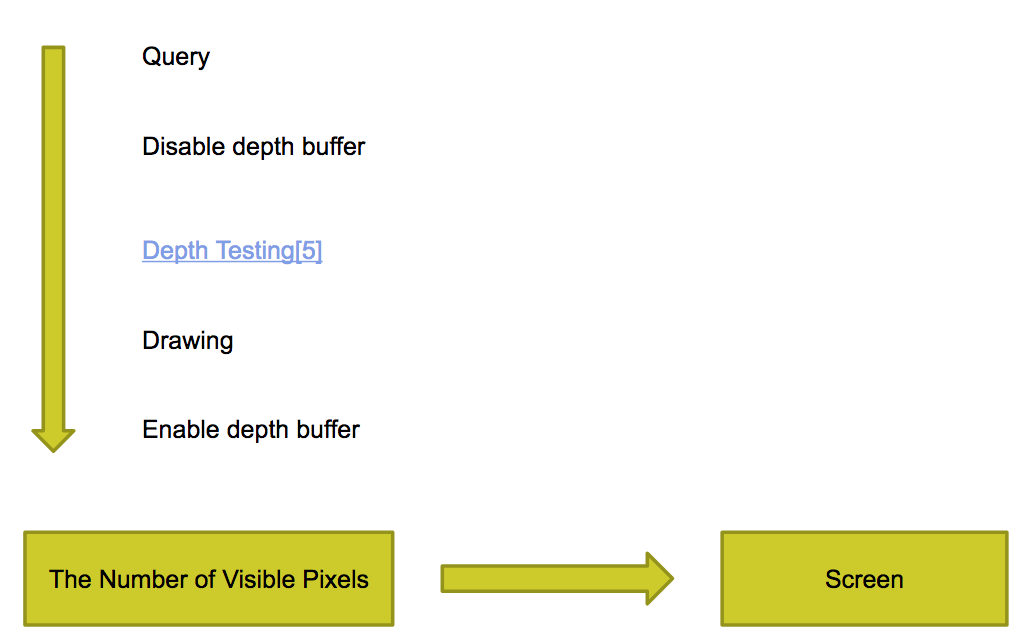 Query
Disable depth buffer
Depth Testing[5]
Drawing
Enable depth buffer
The Number of Visible Pixels
Screen